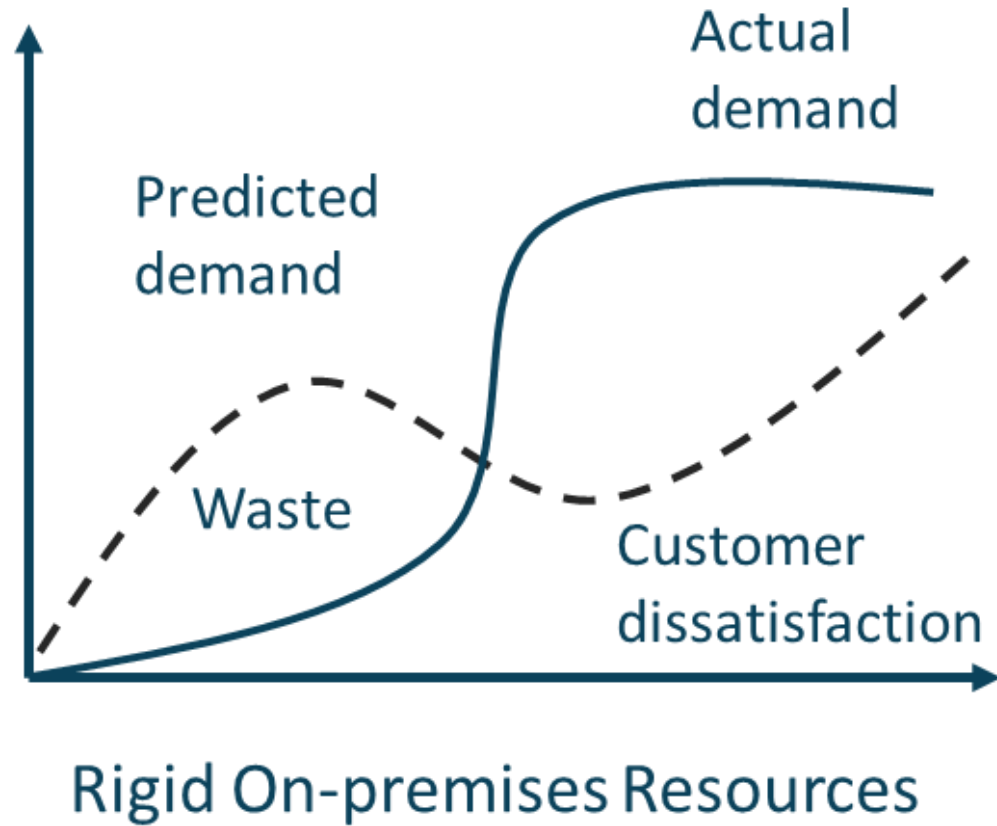 Actual
demand
Predicted
demand
Waste
Customer
dissatisfaction
Rigid On-premises Resources